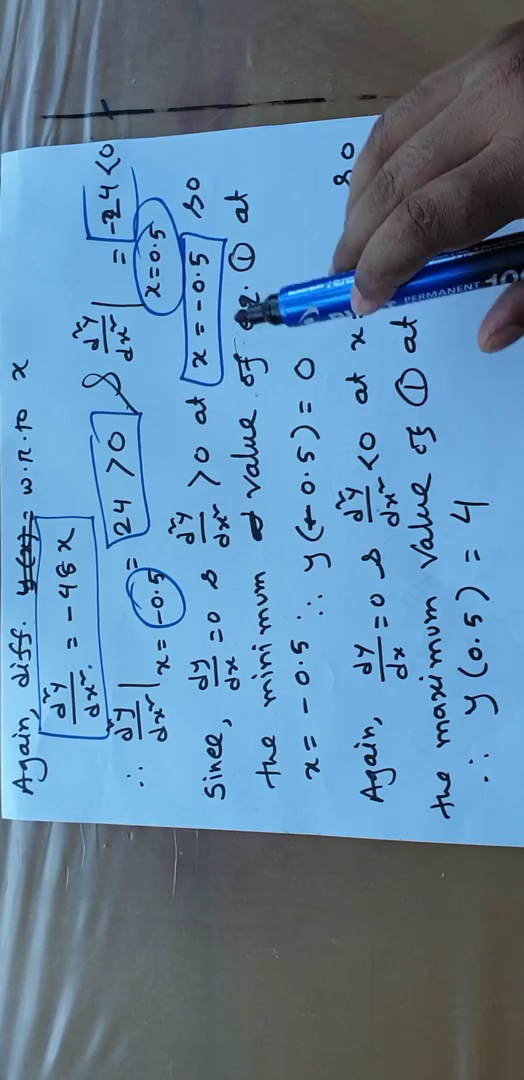 Again, diff. y(x) = w.r. to x
d²y/dx² = -48x
∴ d²y/dx² | x = -0.5 = 24 > 0 & d²y/dx² | x = 0.5 = -24 < 0
Since, dy/dx = 0 & d²y/dx² > 0 at x = -0.5 so
the minimum value of eq. ① at
x = -0.5 ∴ y(-0.5) = 0
Again, dy/dx = 0 & d²y/dx² < 0 at x so
the maximum value of ① at
∴ y(0.5) = 4
PERMANENT